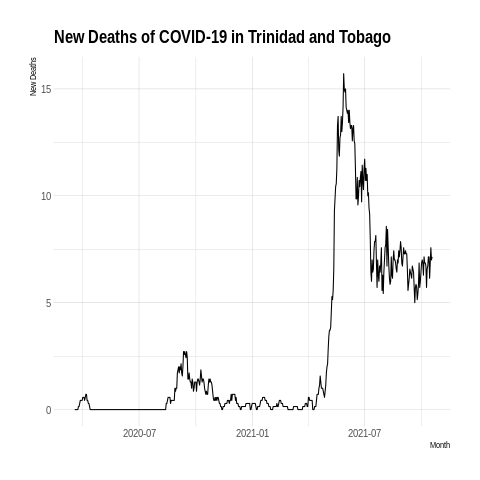 New Deaths of COVID-19 in Trinidad and Tobago
New Deaths
15
10
5
0
2020-07 2021-01 2021-07
Month